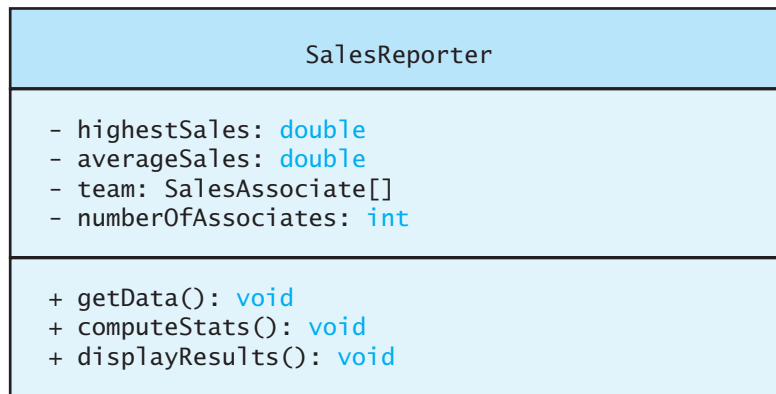 SalesReporter
- highestSales: double
- averageSales: double
- team: SalesAssociate[]
- numberOfAssociates: int
+ getData(): void
+ computeStats(): void
+ displayResults(): void